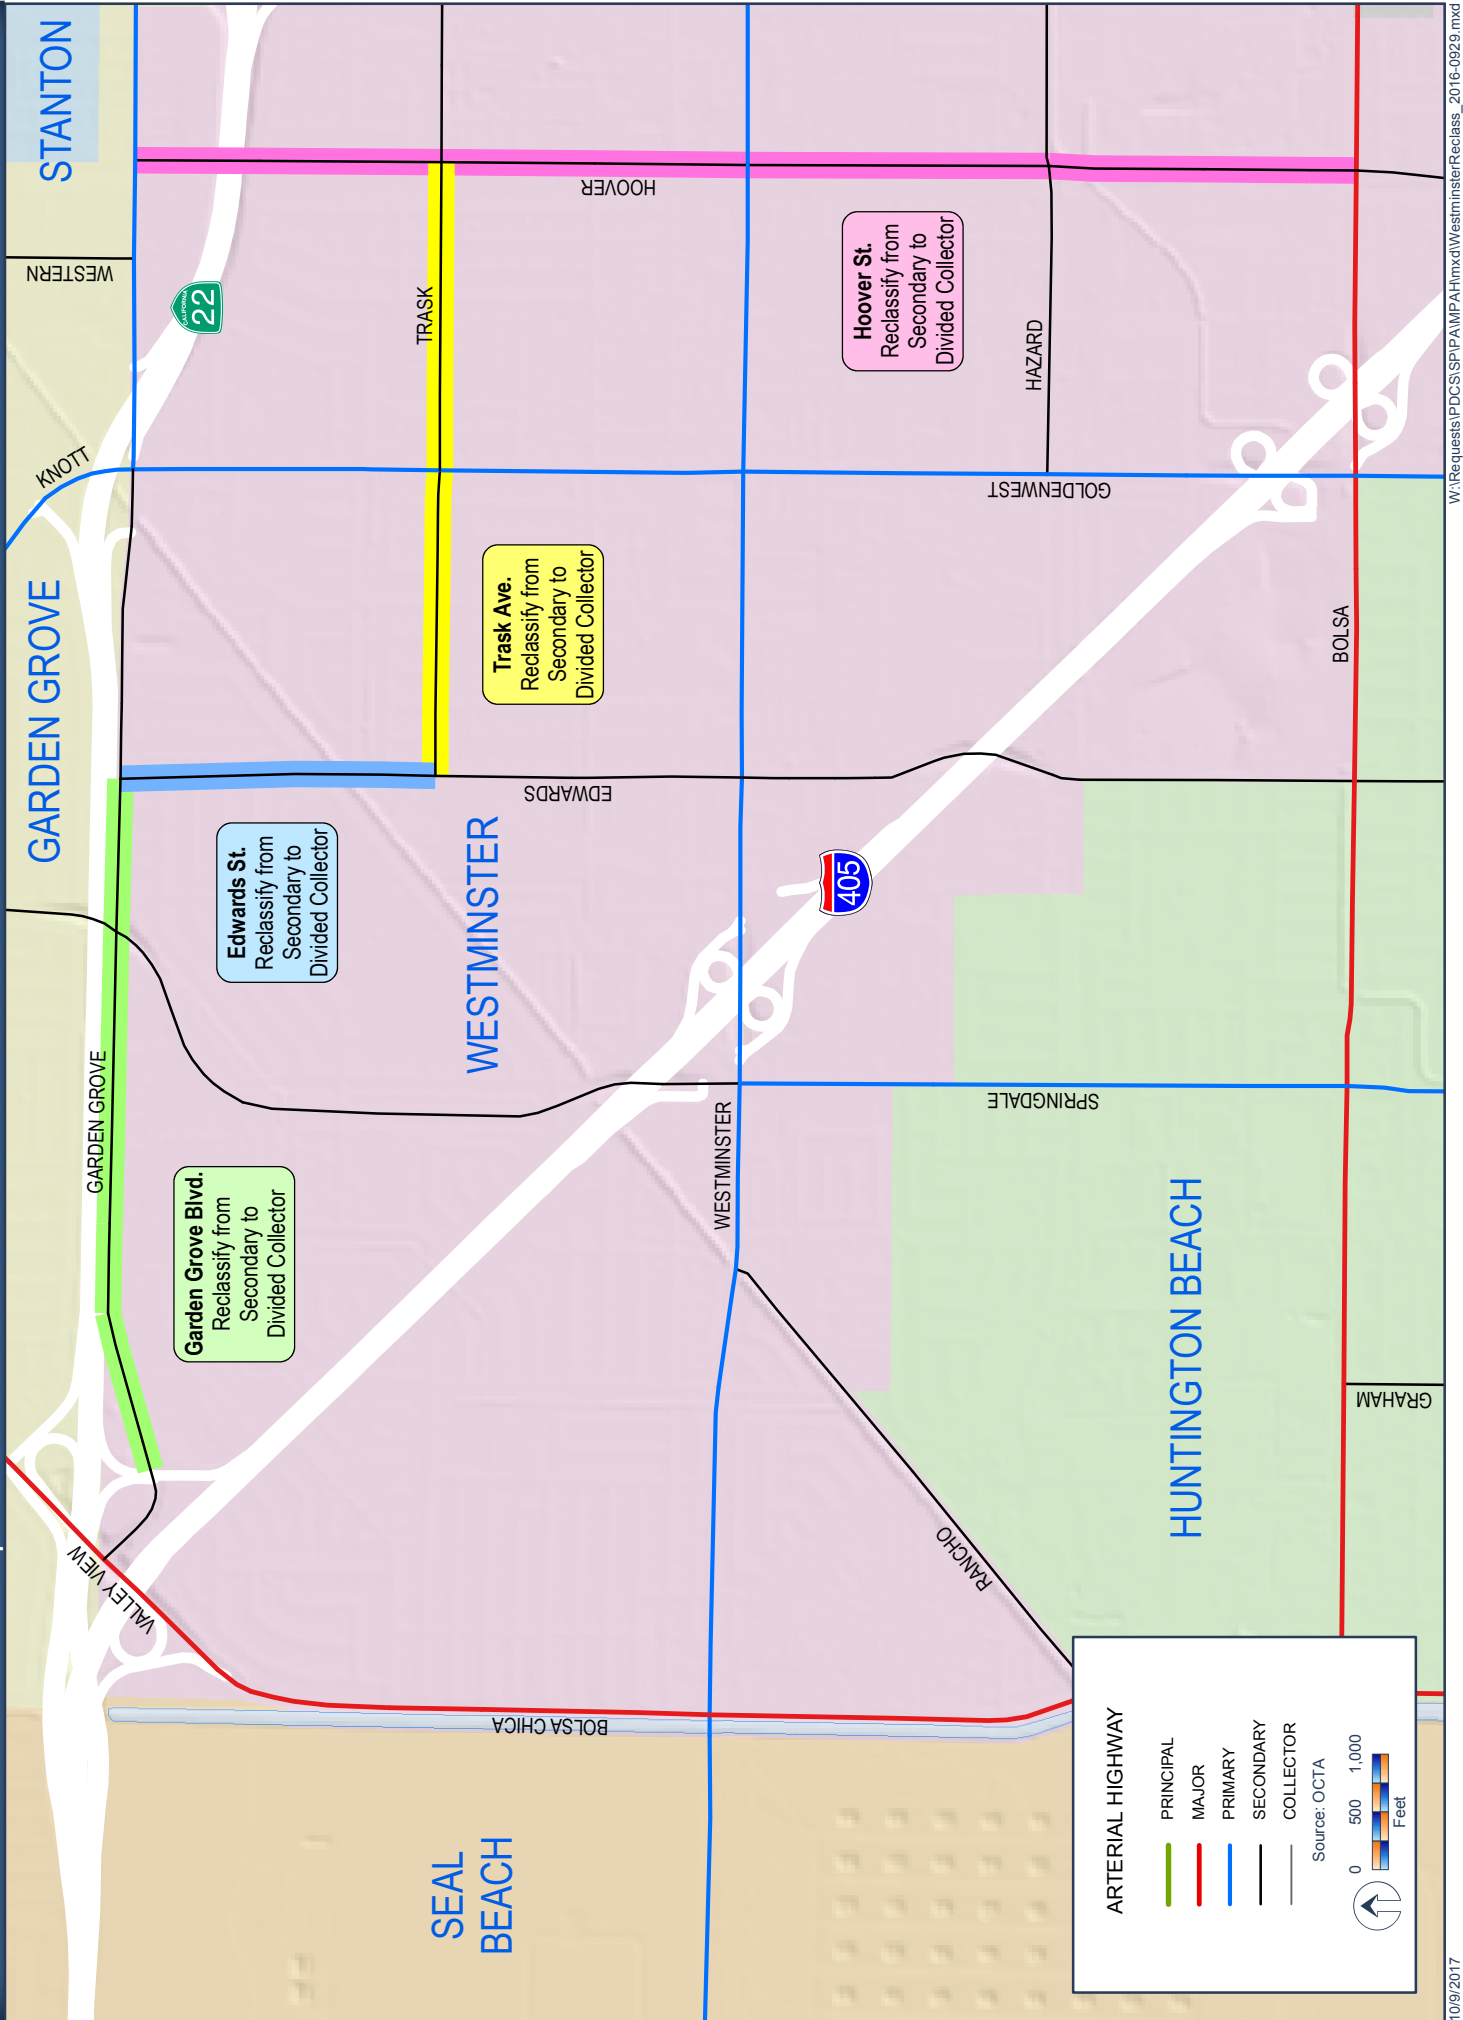 STANTON
GARDEN GROVE
WESTERN
KNOTT
CALIFORNIA
22
TRASK
HOOVER
HAZARD
GOLDENWEST
BOLSA
Hoover St.
Reclassify from
Secondary to
Divided Collector
Trask Ave.
Reclassify from
Secondary to
Divided Collector
Edwards St.
Reclassify from
Secondary to
Divided Collector
EDWARDS
WESTMINSTER
405
GARDEN GROVE
Garden Grove Blvd.
Reclassify from
Secondary to
Divided Collector
WESTMINSTER
SPRINGDALE
HUNTINGTON BEACH
GRAHAM
RANCHO
VALLEY VIEW
BOLSA CHICA
SEAL
BEACH
ARTERIAL HIGHWAY
PRINCIPAL
MAJOR
PRIMARY
SECONDARY
COLLECTOR
Source: OCTA
0 500 1,000
Feet
10/9/2017
W:\Requests\PDCS\SP\PA\MPAH\mxd\WestminsterReclass_2016-0929.mxd